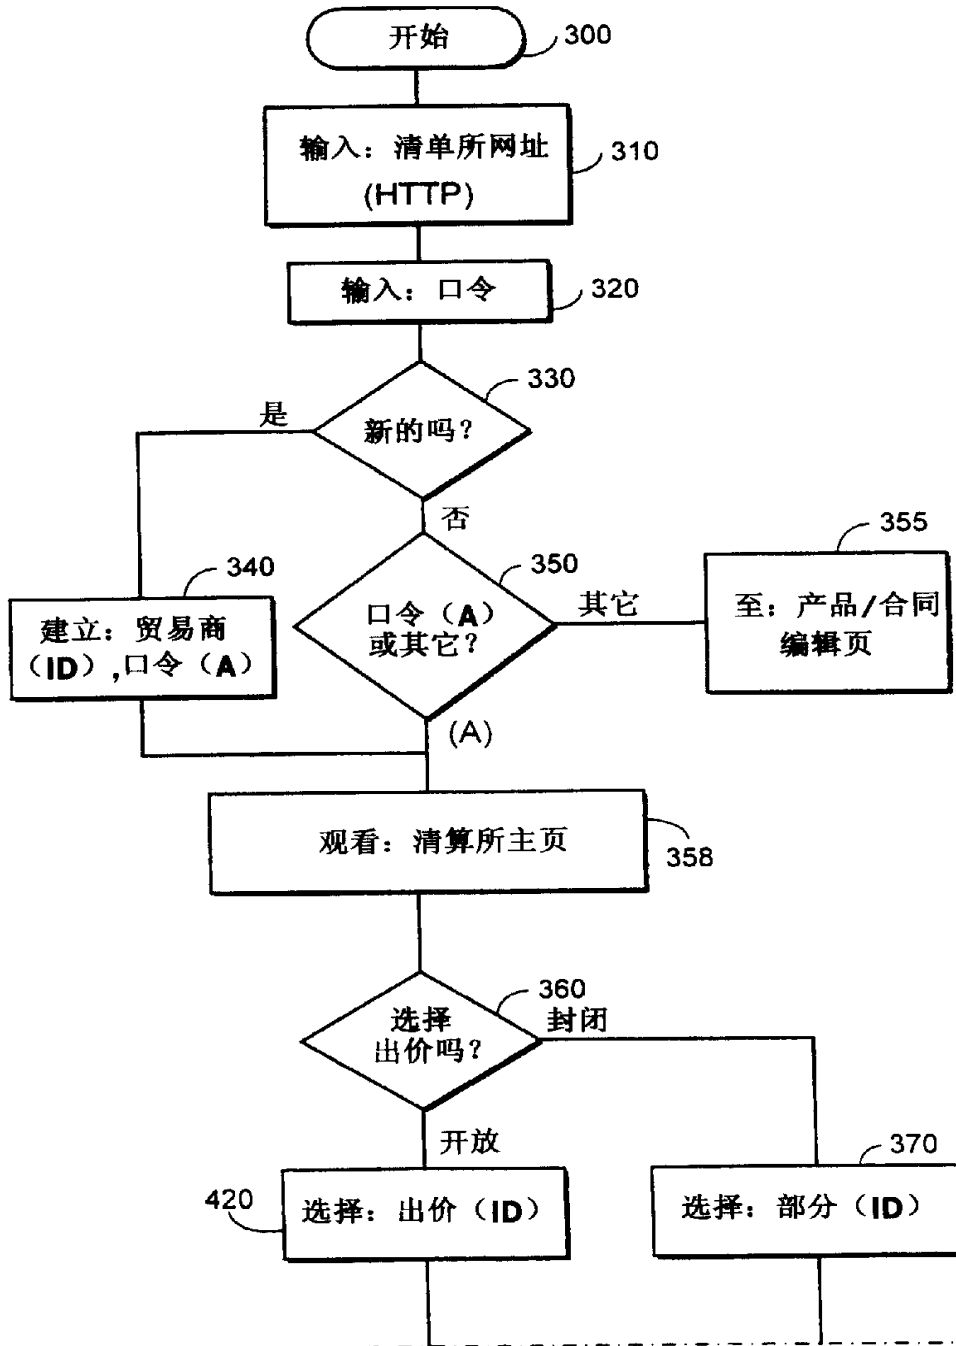 开始
300
输入：清单所网址
(HTTP)
310
输入：口令
320
330
新的吗？
是
否
355
340
350
建立：贸易商
（ID）,口令（A）
口令（A）
或其它？
其它
至：产品/合同
编辑页
(A)
观看：清算所主页
358
360
选择
出价吗？
封闭
开放
370
420
选择：出价（ID）
选择：部分（ID）